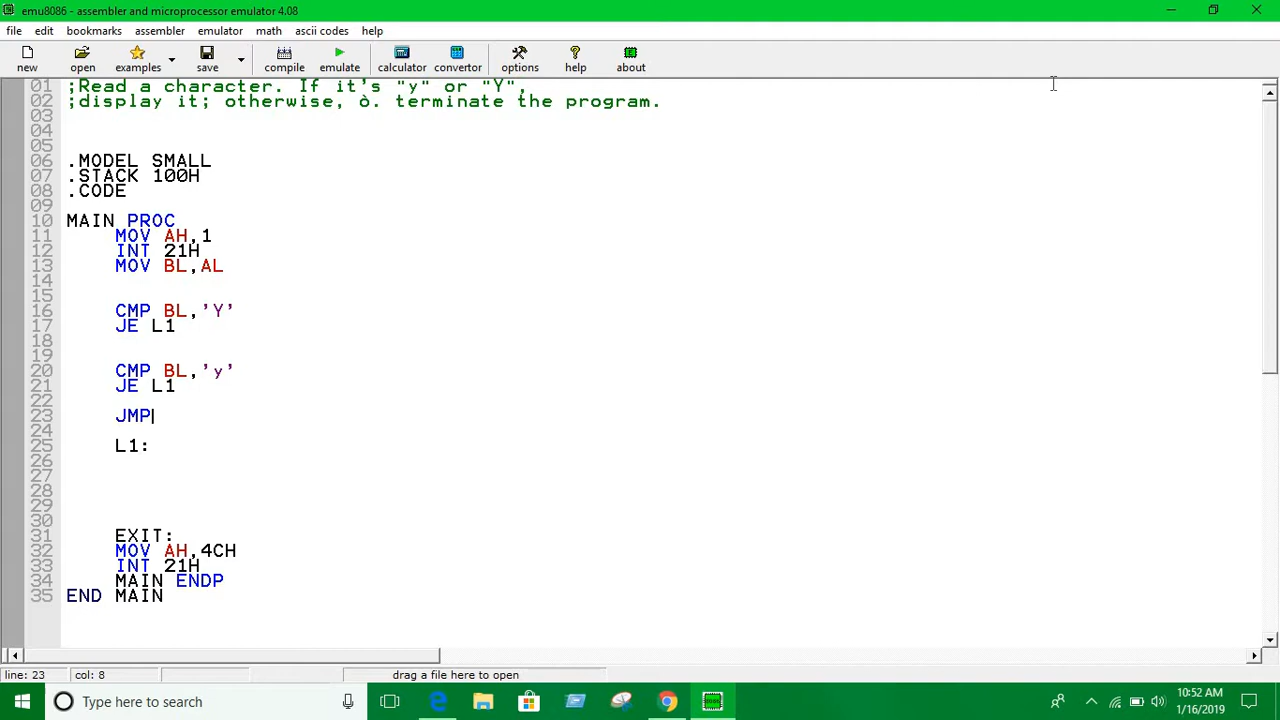 emu8086 - assembler and microprocessor emulator 4.08
file edit bookmarks assembler emulator math ascii codes help
new open examples save compile emulate calculator convertor options help about
01 ;Read a character. If it's "y" or "Y",
02 ;display it; otherwise, ò. terminate the program.
03
04
05
06 .MODEL SMALL
07 .STACK 100H
08 .CODE
09
10 MAIN PROC
11 MOV AH,1
12 INT 21H
13 MOV BL,AL
14
15
16 CMP BL,'Y'
17 JE L1
18
19
20 CMP BL,'y'
21 JE L1
22
23 JMP
24
25 L1:
26
27
28
29
30
31 EXIT:
32 MOV AH,4CH
33 INT 21H
34 MAIN ENDP
35 END MAIN
line: 23 col: 8 drag a file here to open
Type here to search
10:52 AM
1/16/2019